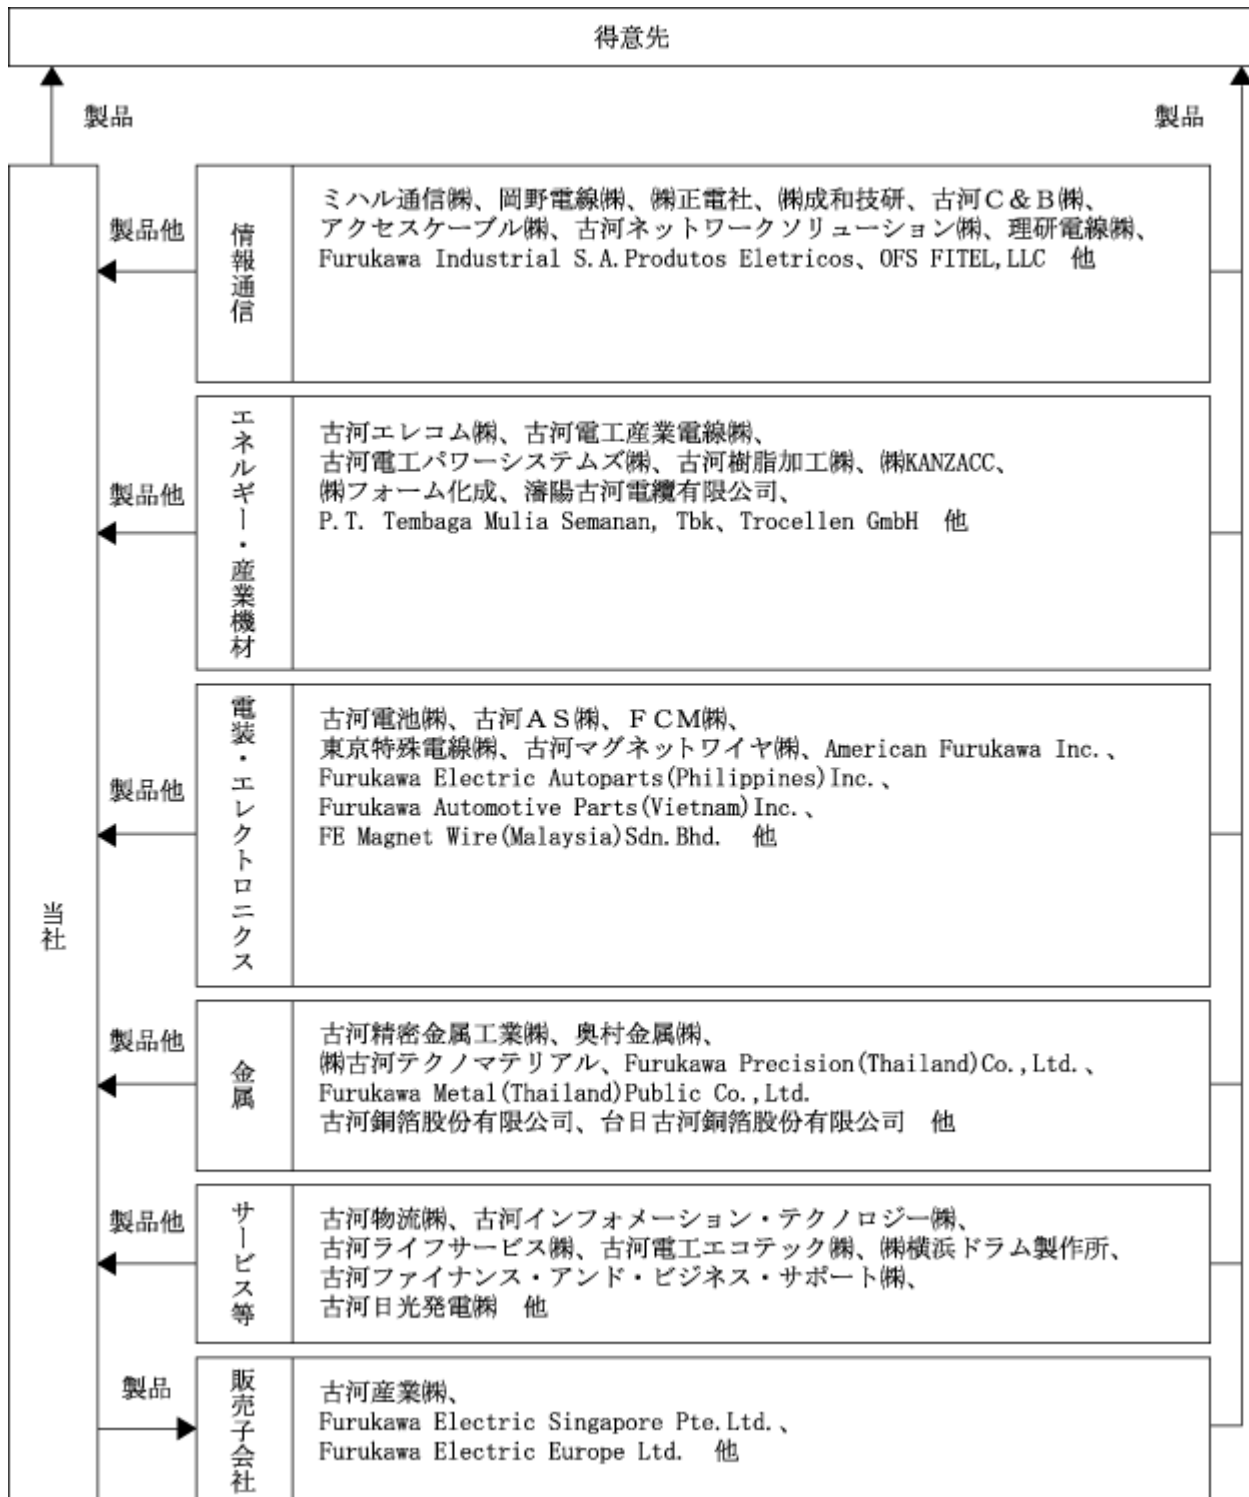 得意先
製品
製品
当社
製品他
情報通信
ミハル通信㈱、岡野電線㈱、㈱正電社、㈱成和技研、古河Ｃ＆Ｂ㈱、
アクセスケーブル㈱、古河ネットワークソリューション㈱、理研電線㈱、
Furukawa Industrial S.A.Produtos Eletricos、OFS FITEL,LLC　他
製品他
エネルギー・産業機材
古河エレコム㈱、古河電工産業電線㈱、
古河電工パワーシステムズ㈱、古河樹脂加工㈱、㈱KANZACC、
㈱フォーム化成、瀋陽古河電纜有限公司、
P.T. Tembaga Mulia Semanan, Tbk、Trocellen GmbH　他
製品他
電装・エレクトロニクス
古河電池㈱、古河ＡＳ㈱、ＦＣＭ㈱、
東京特殊電線㈱、古河マグネットワイヤ㈱、American Furukawa Inc.、
Furukawa Electric Autoparts(Philippines)Inc.、
Furukawa Automotive Parts(Vietnam)Inc.、
FE Magnet Wire(Malaysia)Sdn.Bhd.　他
製品他
金属
古河精密金属工業㈱、奥村金属㈱、
㈱古河テクノマテリアル、Furukawa Precision(Thailand)Co.,Ltd.、
Furukawa Metal(Thailand)Public Co.,Ltd.
古河銅箔股份有限公司、台日古河銅箔股份有限公司　他
製品他
サービス等
古河物流㈱、古河インフォメーション・テクノロジー㈱、
古河ライフサービス㈱、古河電工エコテック㈱、㈱横浜ドラム製作所、
古河ファイナンス・アンド・ビジネス・サポート㈱、
古河日光発電㈱　他
製品
販売子会社
古河産業㈱、
Furukawa Electric Singapore Pte.Ltd.、
Furukawa Electric Europe Ltd.　他